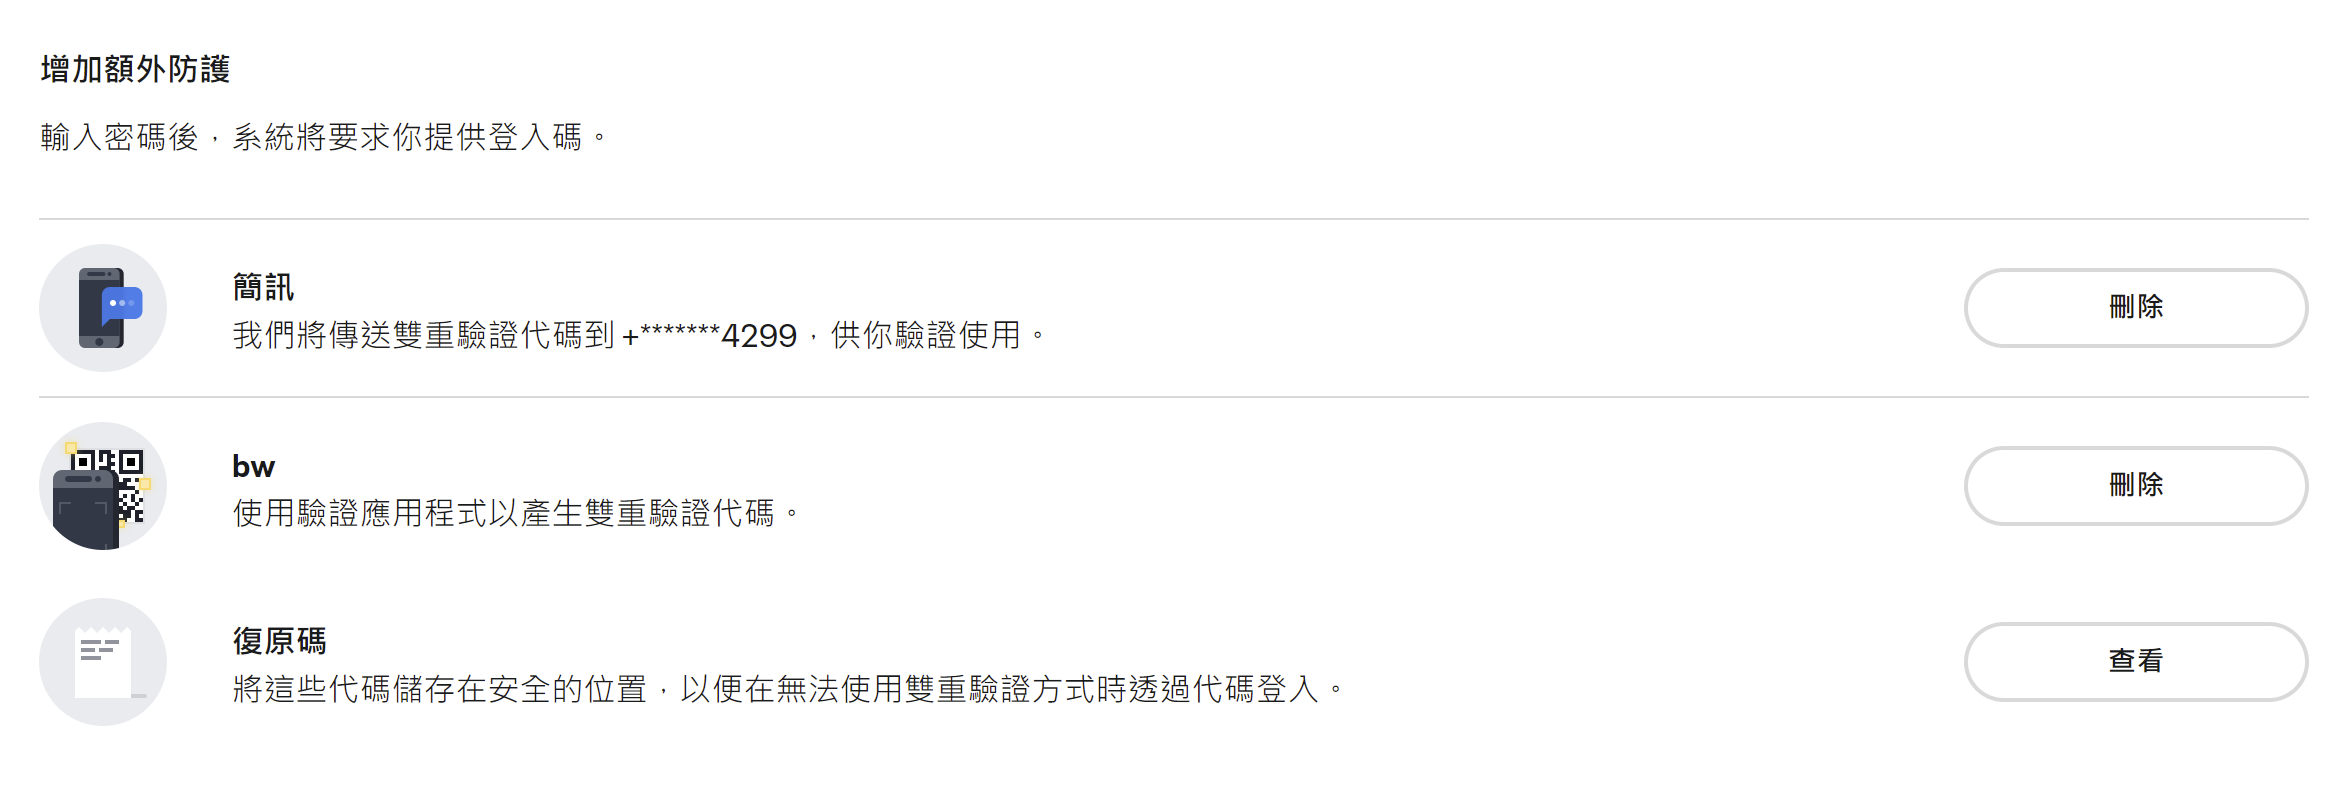 增加額外防護
輸入密碼後，系統將要求你提供登入碼。
簡訊
我們將傳送雙重驗證代碼到 +*******4299，供你驗證使用。
刪除
bw
使用驗證應用程式以產生雙重驗證代碼。
刪除
復原碼
將這些代碼儲存在安全的位置，以便在無法使用雙重驗證方式時透過代碼登入。
查看